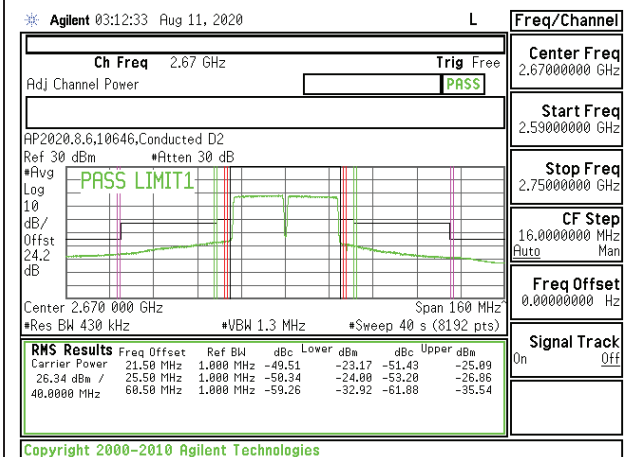 Agilent 03:12:33 Aug 11, 2020 L
Freq/Channel
Ch Freq 2.67 GHz Trig Free
Adj Channel Power PASS
Center Freq
2.67000000 GHz
Start Freq
2.59000000 GHz
Stop Freq
2.75000000 GHz
CF Step
16.0000000 MHz
Auto Man
Freq Offset
0.00000000 Hz
Signal Track
On Off
AP2020.8.6,10646,Conducted D2
Ref 30 dBm #Atten 30 dB
#Avg
Log
10
dB/
Offst
24.2
dB
PASS LIMIT1
Center 2.670 000 GHz Span 160 MHz^
#Res BW 430 kHz #VBW 1.3 MHz #Sweep 40 s (8192 pts)
RMS Results Freq Offset Ref BW dBc Lower dBm dBc Upper dBm
Carrier Power 21.50 MHz 1.000 MHz -49.51 -23.17 -51.43 -25.09
26.34 dBm / 25.50 MHz 1.000 MHz -50.34 -24.00 -53.20 -26.86
40.0000 MHz 60.50 MHz 1.000 MHz -59.26 -32.92 -61.88 -35.54
Copyright 2000-2010 Agilent Technologies